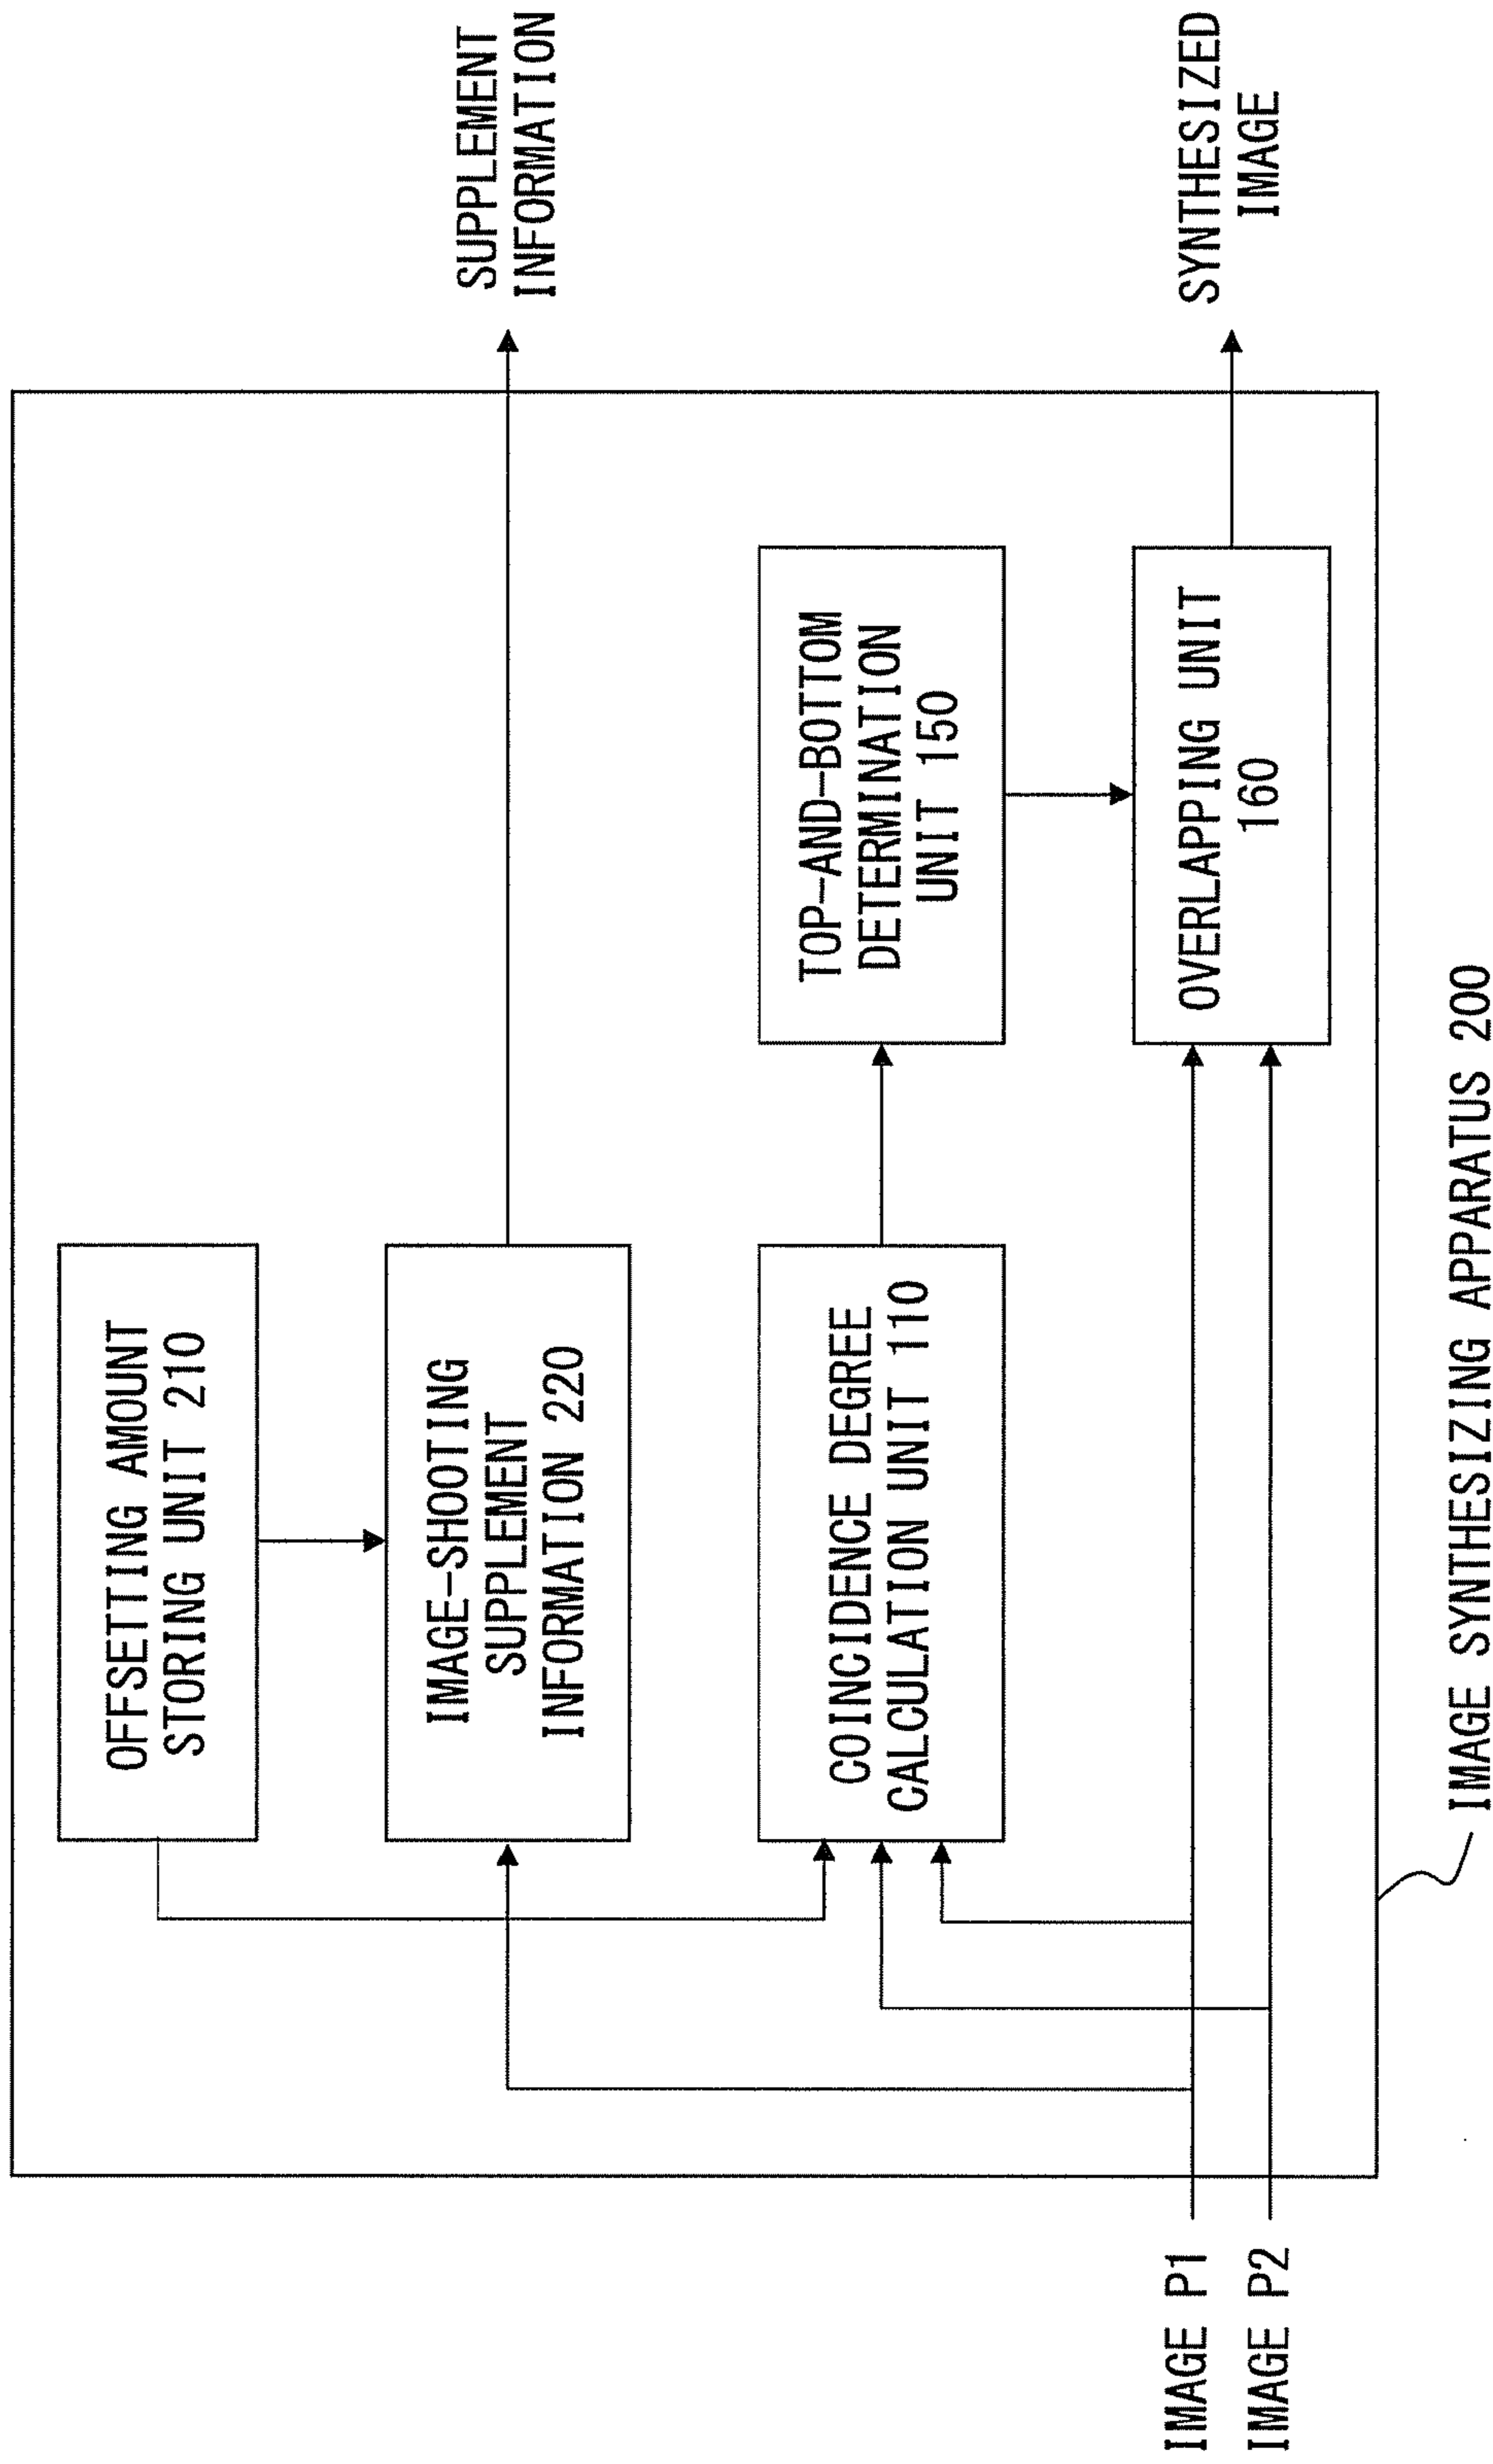 OFFSETTING AMOUNT
STORING UNIT 210
IMAGE-SHOOTING
SUPPLEMENT
INFORMATION 220
SUPPLEMENT
INFORMATION
COINCIDENCE DEGREE
CALCULATION UNIT 110
TOP-AND-BOTTOM
DETERMINATION
UNIT 150
IMAGE P1
IMAGE P2
OVERLAPPING UNIT
160
SYNTHESIZED
IMAGE
IMAGE SYNTHESIZING APPARATUS 200